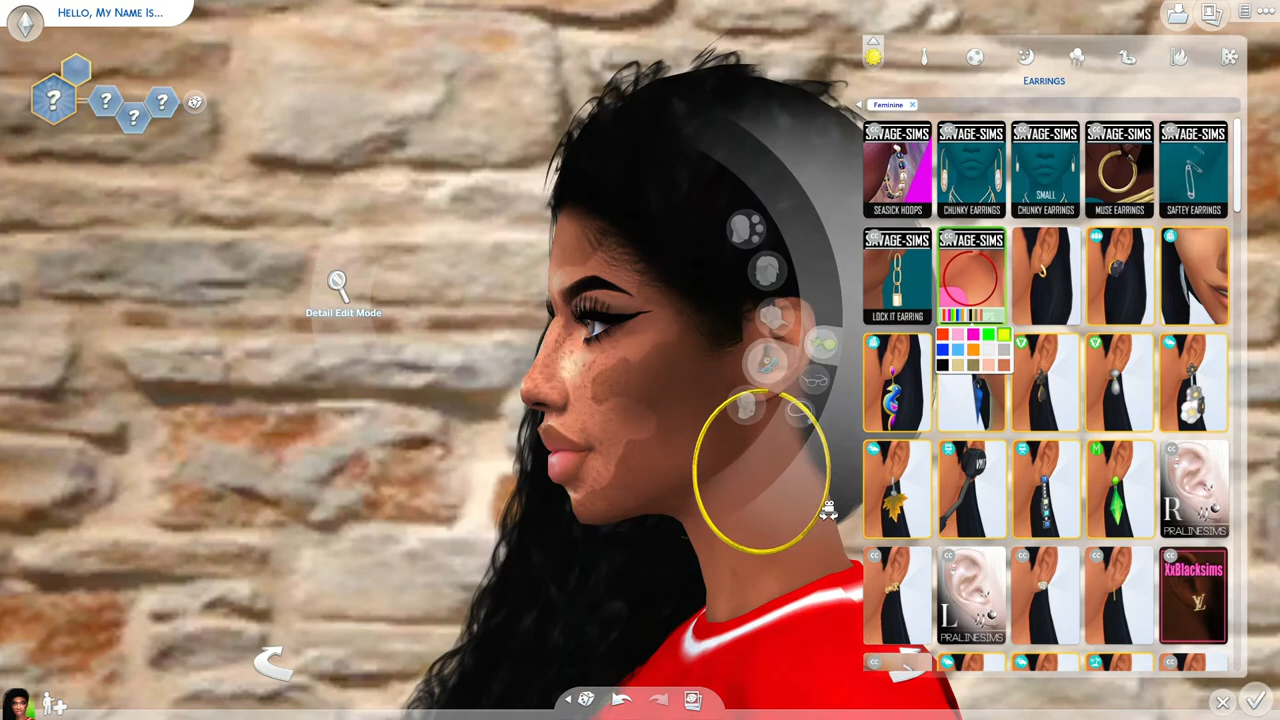 HELLO, MY NAME IS...
EARRINGS
Feminine
SAVAGE-SIMS
SEASICK HOOPS
SAVAGE-SIMS
CHUNKY EARRINGS
SAVAGE-SIMS
SMALL
CHUNKY EARRINGS
SAVAGE-SIMS
MUSE EARRINGS
SAVAGE-SIMS
SAFTEY EARRINGS
SAVAGE-SIMS
LOCK IT EARRING
SAVAGE-SIMS
Detail Edit Mode
R
PRALINESIMS
L
PRALINESIMS
XxBlacksims
LV